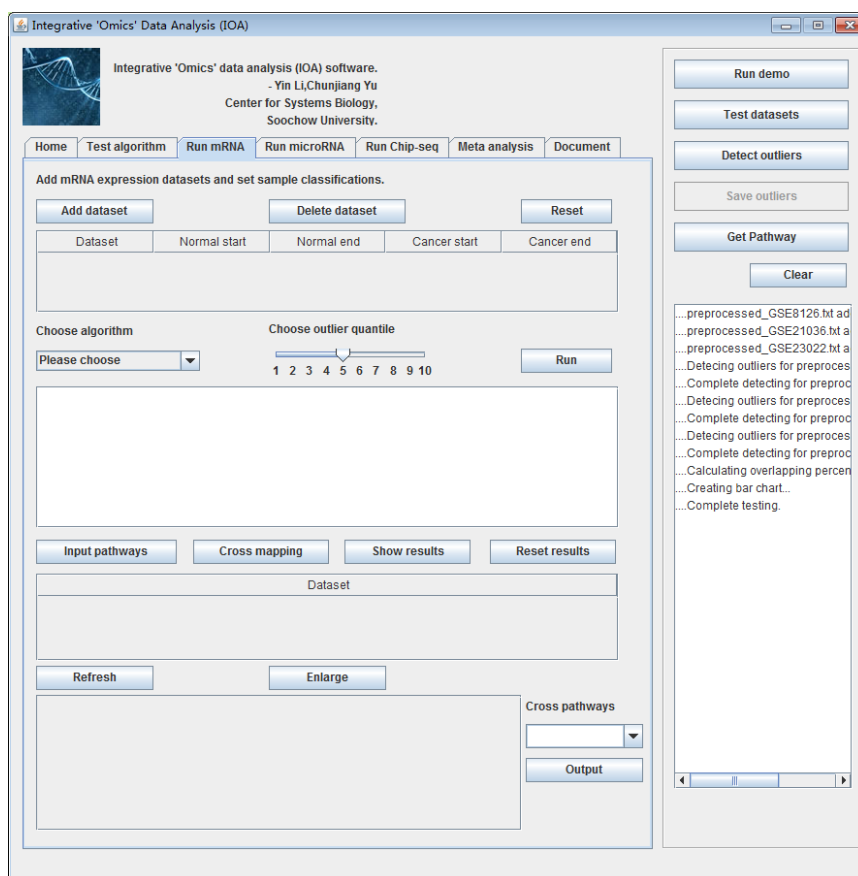 Integrative 'Omics' Data Analysis (IOA)
Integrative 'Omics' data analysis (IOA) software.
- Yin Li,Chunjiang Yu
Center for Systems Biology,
Soochow University.
Home Test algorithm Run mRNA Run microRNA Run Chip-seq Meta analysis Document
Add mRNA expression datasets and set sample classifications.
Add dataset Delete dataset Reset
Dataset Normal start Normal end Cancer start Cancer end
Choose algorithm Choose outlier quantile
Please choose
1 2 3 4 5 6 7 8 9 10
Run
Input pathways Cross mapping Show results Reset results
Dataset
Refresh Enlarge
Cross pathways
Output
Run demo
Test datasets
Detect outliers
Save outliers
Get Pathway
Clear
....preprocessed_GSE8126.txt ad
....preprocessed_GSE21036.txt a
....preprocessed_GSE23022.txt a
....Detecing outliers for preproces
....Complete detecting for preproc
....Detecing outliers for preproces
....Complete detecting for preproc
....Detecing outliers for preproces
....Complete detecting for preproc
....Calculating overlapping percen
....Creating bar chart...
....Complete testing.